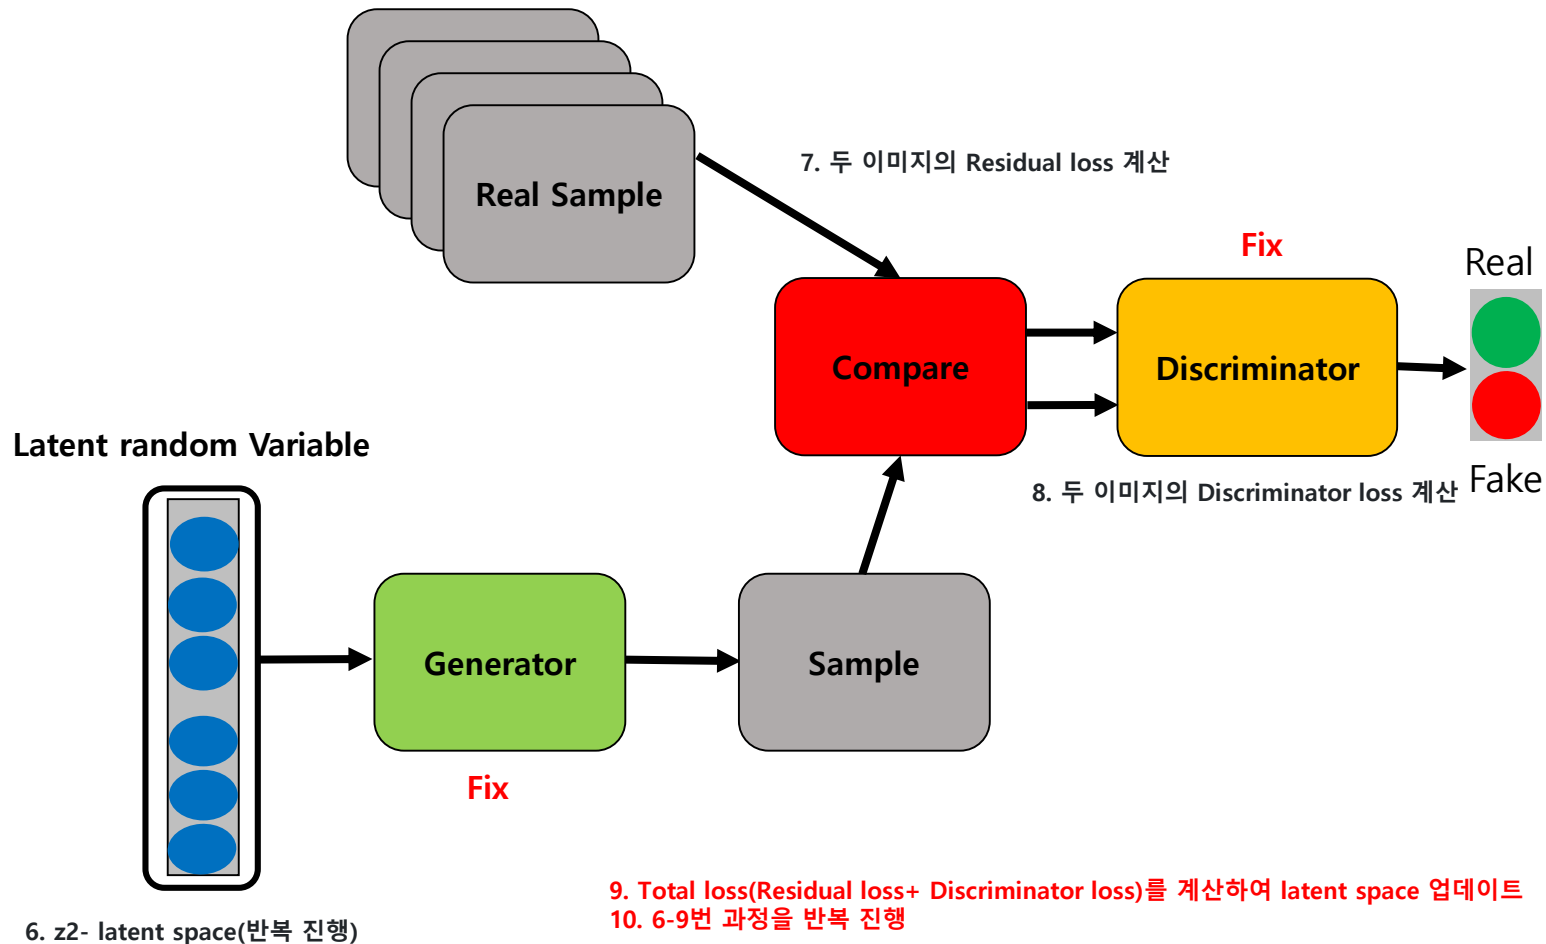 Real Sample
7. 두 이미지의 Residual loss 계산
Fix
Real
Compare
Discriminator
Fake
8. 두 이미지의 Discriminator loss 계산
Latent random Variable
Generator
Sample
Fix
9. Total loss(Residual loss+ Discriminator loss)를 계산하여 latent space 업데이트
10. 6-9번 과정을 반복 진행
6. z2- latent space(반복 진행)